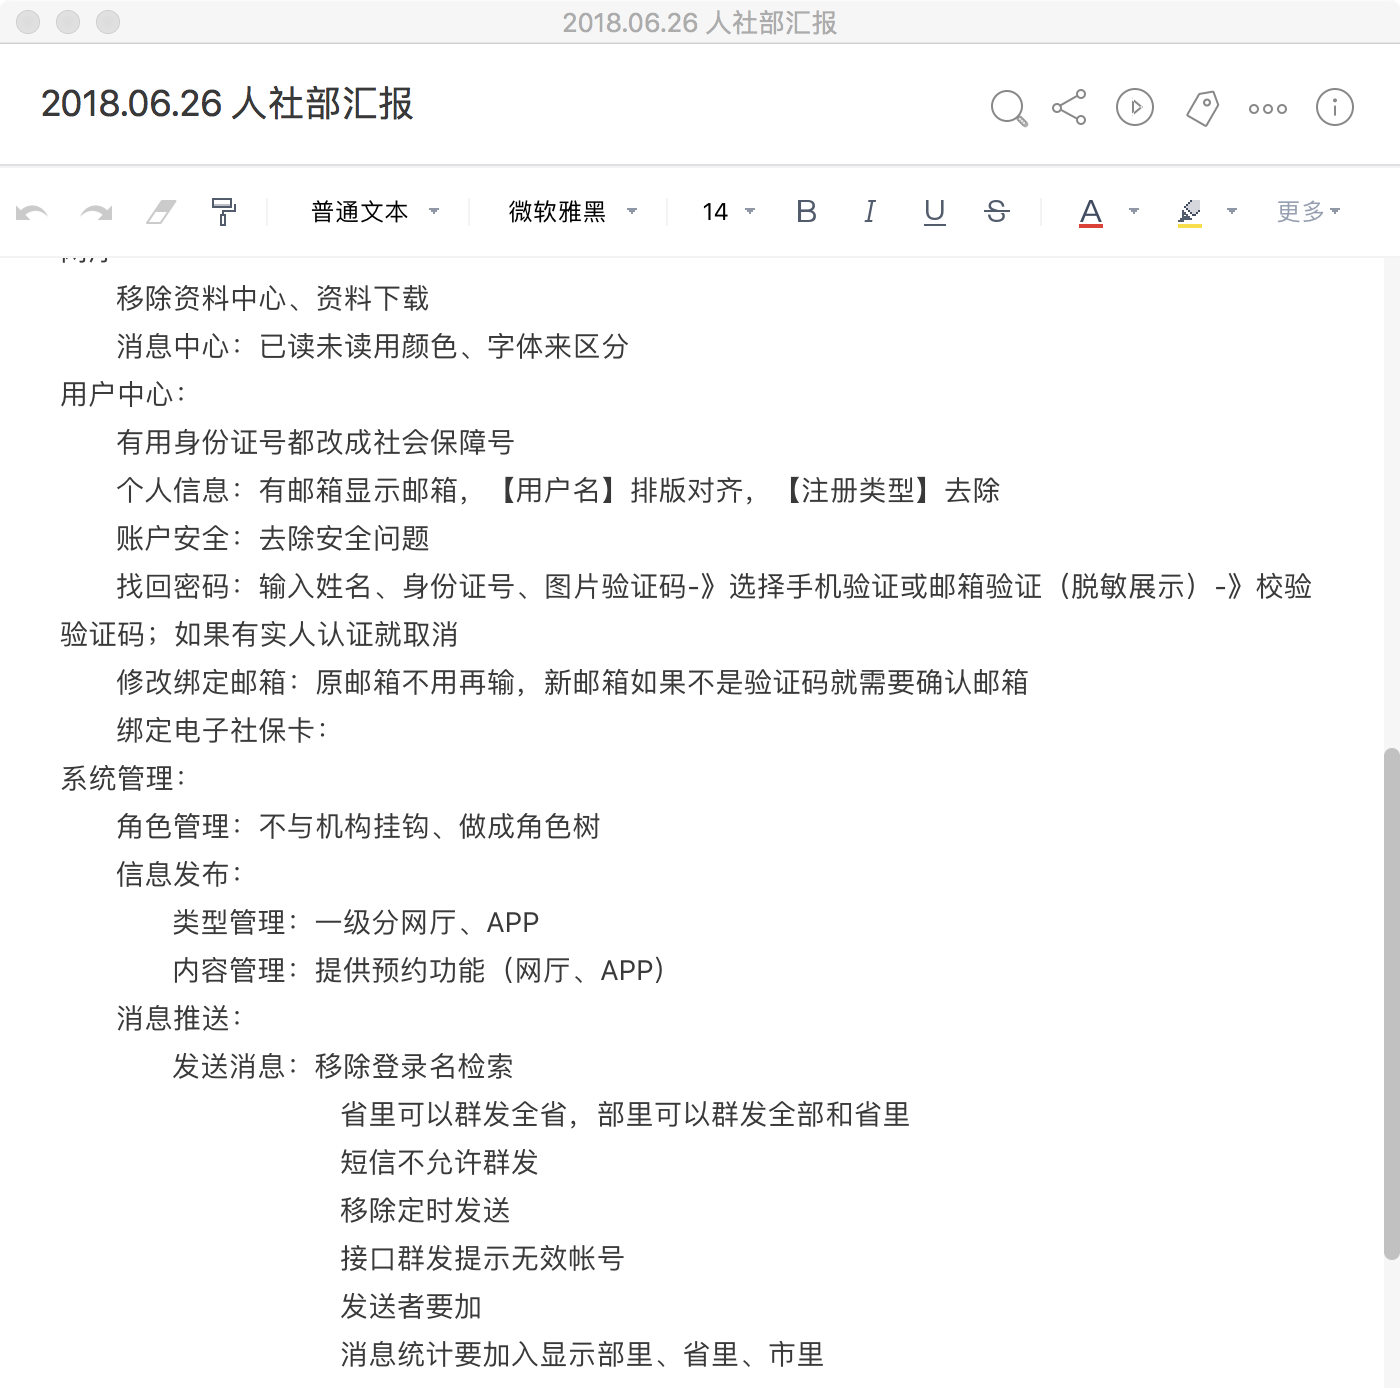 2018.06.26 人社部汇报
2018.06.26 人社部汇报
普通文本 微软雅黑 14 B I U S A 更多
移除资料中心、资料下载
消息中心：已读未读用颜色、字体来区分
用户中心：
有用身份证号都改成社会保障号
个人信息：有邮箱显示邮箱，【用户名】排版对齐，【注册类型】去除
账户安全：去除安全问题
找回密码：输入姓名、身份证号、图片验证码-》选择手机验证或邮箱验证（脱敏展示）-》校验
验证码；如果有实人认证就取消
修改绑定邮箱：原邮箱不用再输，新邮箱如果不是验证码就需要确认邮箱
绑定电子社保卡：
系统管理：
角色管理：不与机构挂钩、做成角色树
信息发布：
类型管理：一级分网厅、APP
内容管理：提供预约功能（网厅、APP）
消息推送：
发送消息：移除登录名检索
省里可以群发全省，部里可以群发全部和省里
短信不允许群发
移除定时发送
接口群发提示无效帐号
发送者要加
消息统计要加入显示部里、省里、市里